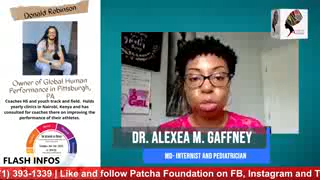 Donald Robinson
Owner of Global Human
Performance in Pittsburgh,
PA
Coaches HS and youth track and field. Holds
yearly clinics in Nairobi, Kenya and has
consulted for coaches there on improving the
performance of their athletes.
FLASH INFOS
DR. ALEXEA M. GAFFNEY
MD- INTERNIST AND PEDIATRICIAN
1) 393-1339 | Like and follow Patcha Foundation on FB, Instagram and T